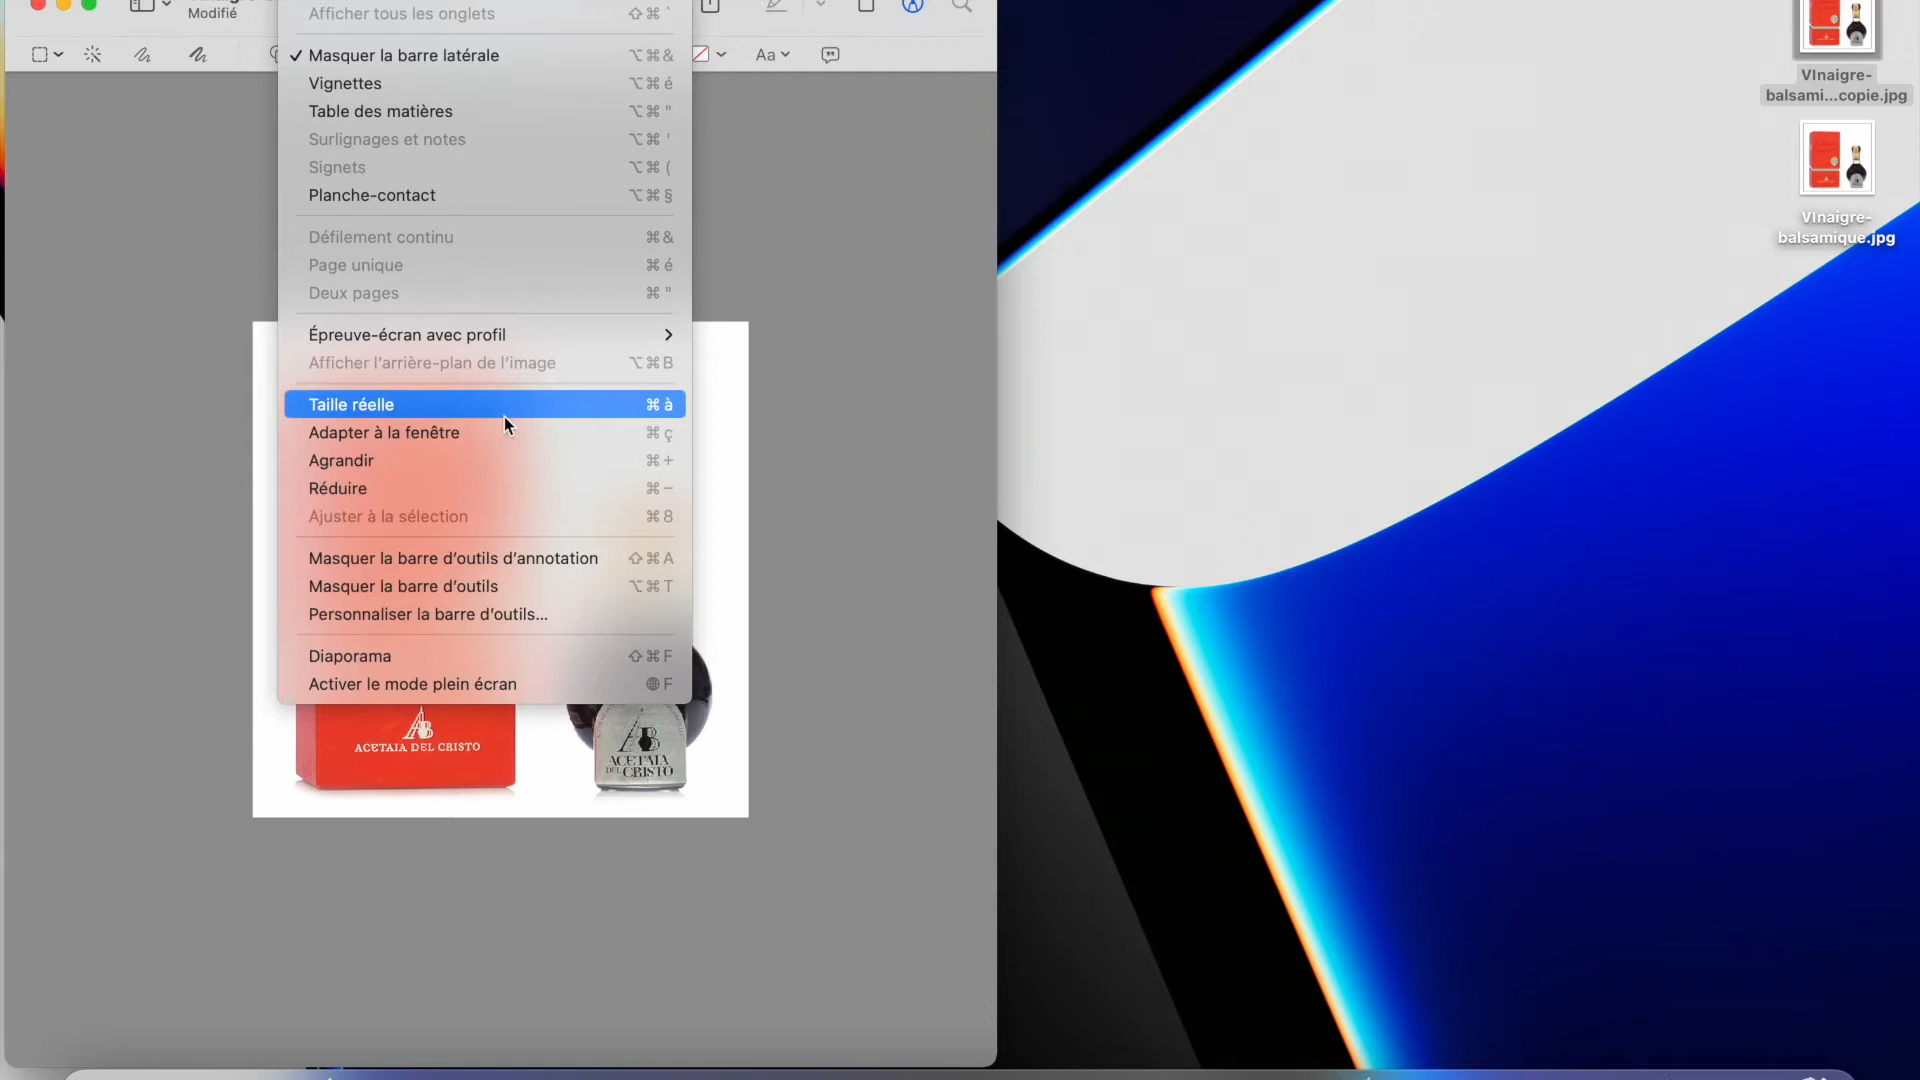 Modifié
Afficher tous les onglets ⇧⌘`
✓ Masquer la barre latérale ⌥⌘&
Vignettes ⌥⌘é
Table des matières ⌥⌘"
Surlignages et notes ⌥⌘'
Signets ⌥⌘(
Planche-contact ⌥⌘§
Défilement continu ⌘&
Page unique ⌘é
Deux pages ⌘"
Épreuve-écran avec profil
Afficher l'arrière-plan de l'image ⌥⌘B
Taille réelle ⌘à
Adapter à la fenêtre ⌘ç
Agrandir ⌘+
Réduire ⌘−
Ajuster à la sélection ⌘8
Masquer la barre d'outils d'annotation ⇧⌘A
Masquer la barre d'outils ⌥⌘T
Personnaliser la barre d'outils...
Diaporama ⇧⌘F
Activer le mode plein écran F
Aa
ACETAIA DEL CRISTO
ACETAIA
DEL CRISTO
VInaigre-
balsami...copie.jpg
VInaigre-
balsamique.jpg